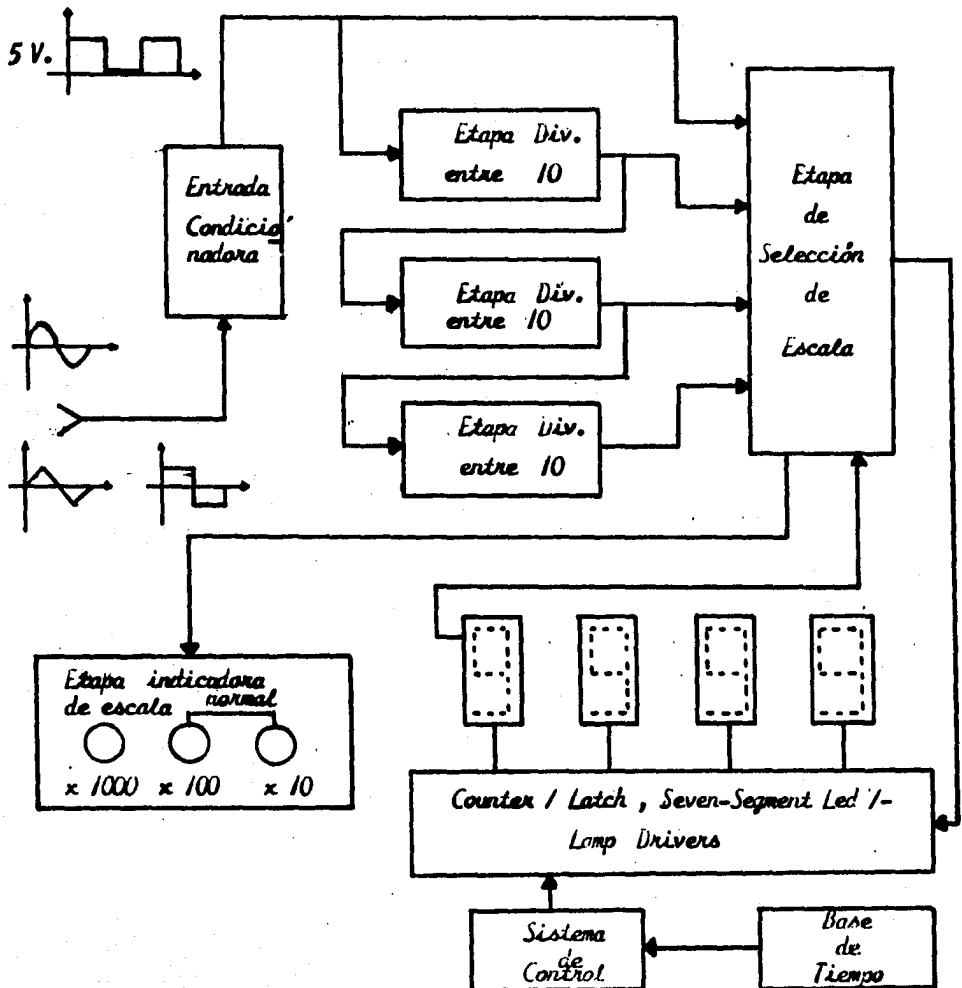 5 V.
Entrada
Condicio'
nadora
Etapa Div.
entre 10
Etapa Div.
entre 10
Etapa Div.
entre 10
Etapa
de
Selección
de
Escala
Etapa indicadora
de escala normal
x 1000 x 100 x 10
Counter / Latch , Seven-Segment Led /-
Lamp Drivers
Sistema
de
Control
Base
de
Tiempo